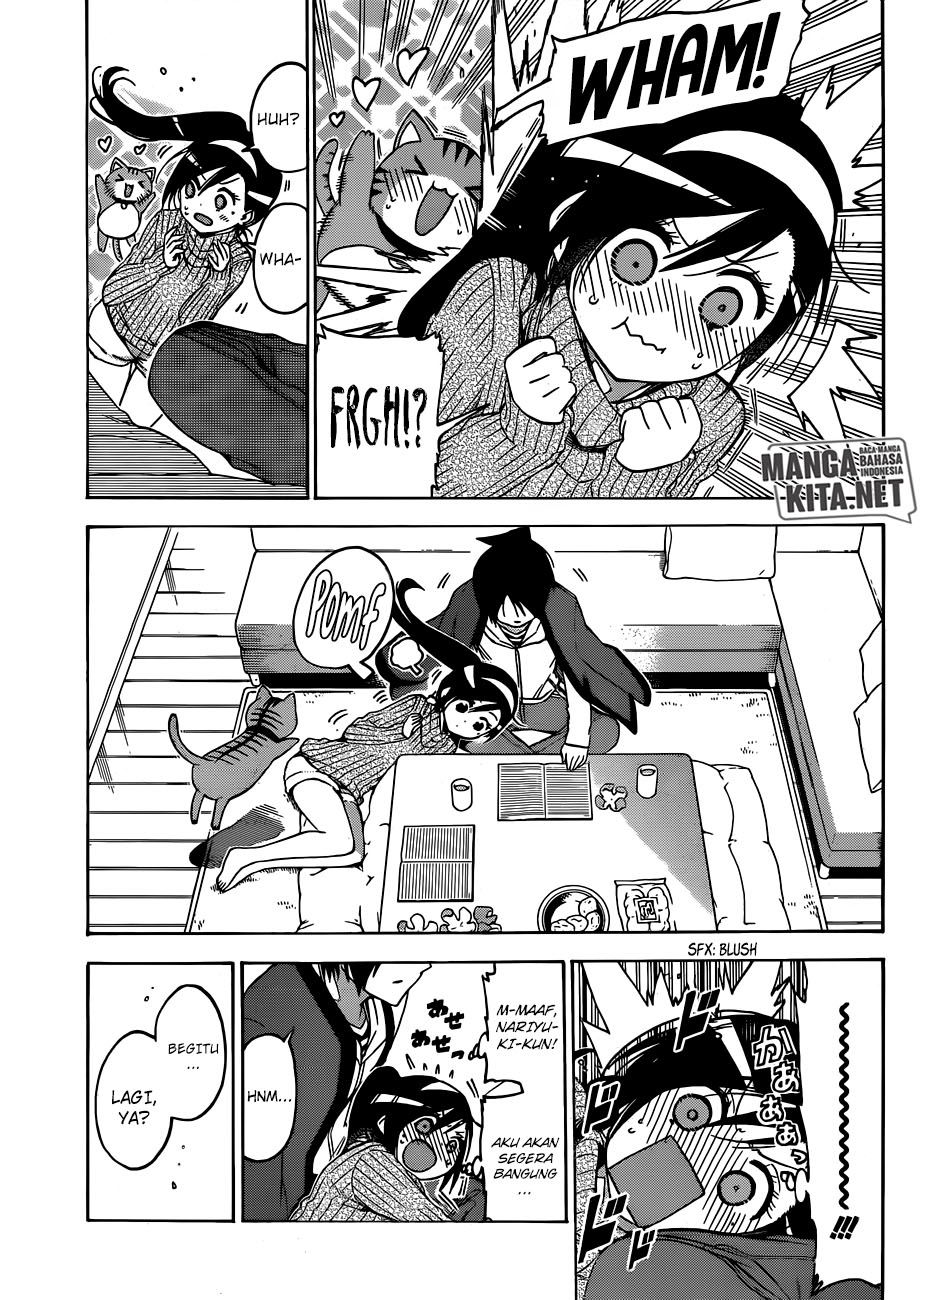 WHAM!
FRGH!?
HUH?
WHA-
MANGA
KITA.NET
BACA MANGA
BAHASA
INDONESIA
POMF
SFX: BLUSH
かあぁぁっ
ド
ド
ド
ド
!!!
M-MAAF,
NARIYU-
KI-KUN!
あせ
あせっ
AKU AKAN
SEGERA
BANGUNG
...
HNM...
BEGITU
...
LAGI,
YA?